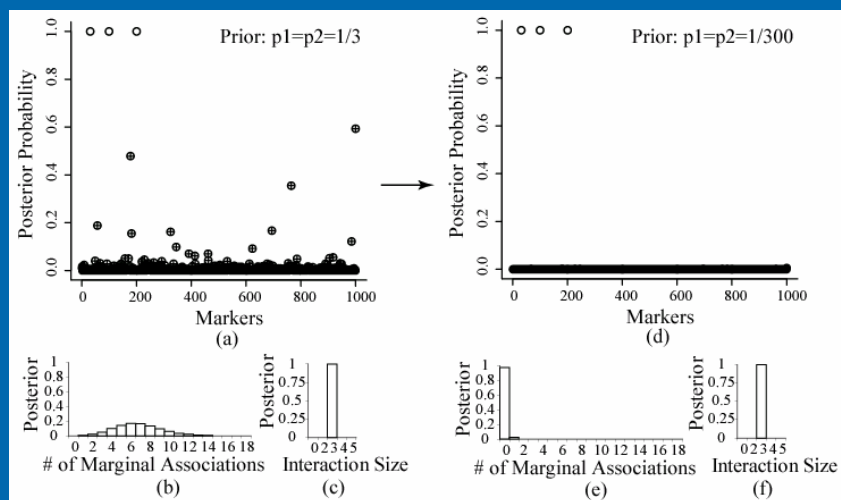 Prior: p1=p2=1/3
Posterior Probability
1.0
0.8
0.6
0.4
0.2
0.0
0 200 400 600 800 1000
Markers
(a)
Prior: p1=p2=1/300
Posterior Probability
1.0
0.8
0.6
0.4
0.2
0.0
0 200 400 600 800 1000
Markers
(d)
Posterior
1
0.8
0.6
0.4
0.2
0
0 2 4 6 8 10 12 14 16 18
# of Marginal Associations
(b)
Posterior
1
0.75
0.5
0.25
0
0 2 3 4 5
Interaction Size
(c)
Posterior
1
0.8
0.6
0.4
0.2
0
0 2 4 6 8 10 12 14 16 18
# of Marginal Associations
(e)
Posterior
1
0.75
0.5
0.25
0
0 2 3 4 5
Interaction Size
(f)